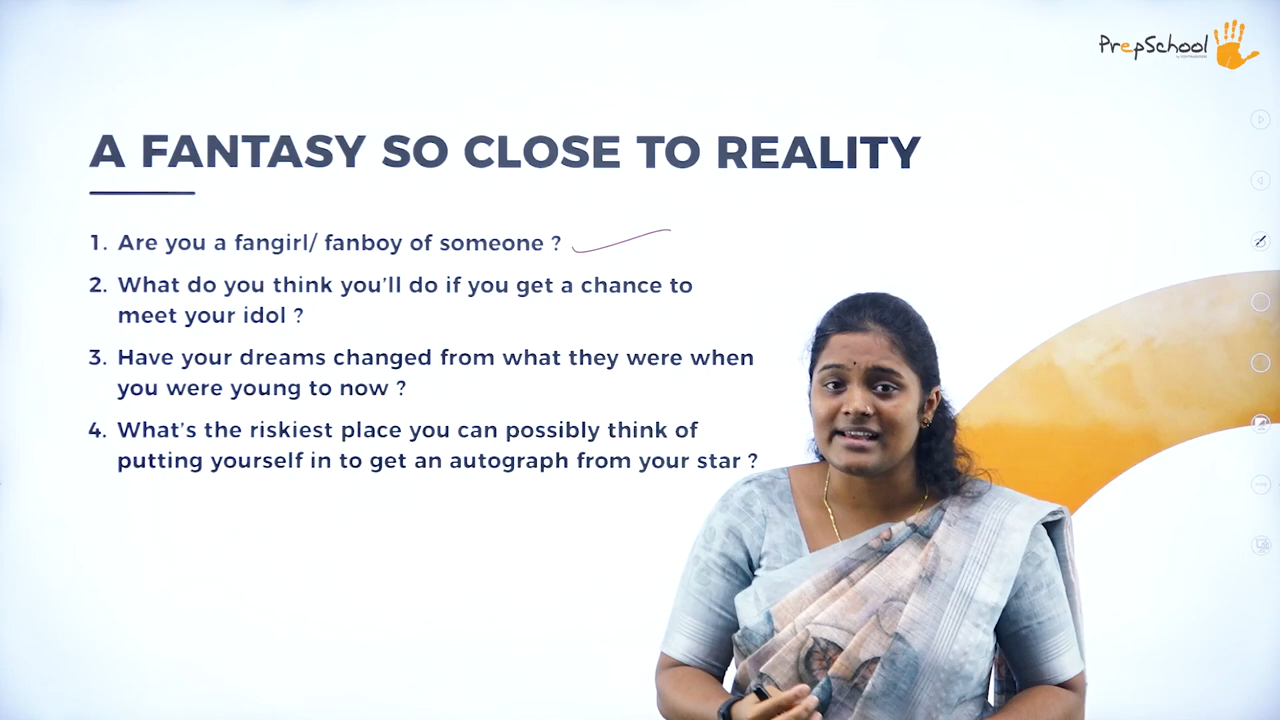 PrepSchool
A FANTASY SO CLOSE TO REALITY
1. Are you a fangirl/ fanboy of someone ?
2. What do you think you'll do if you get a chance to
meet your idol ?
3. Have your dreams changed from what they were when
you were young to now ?
4. What's the riskiest place you can possibly think of
putting yourself in to get an autograph from your star ?